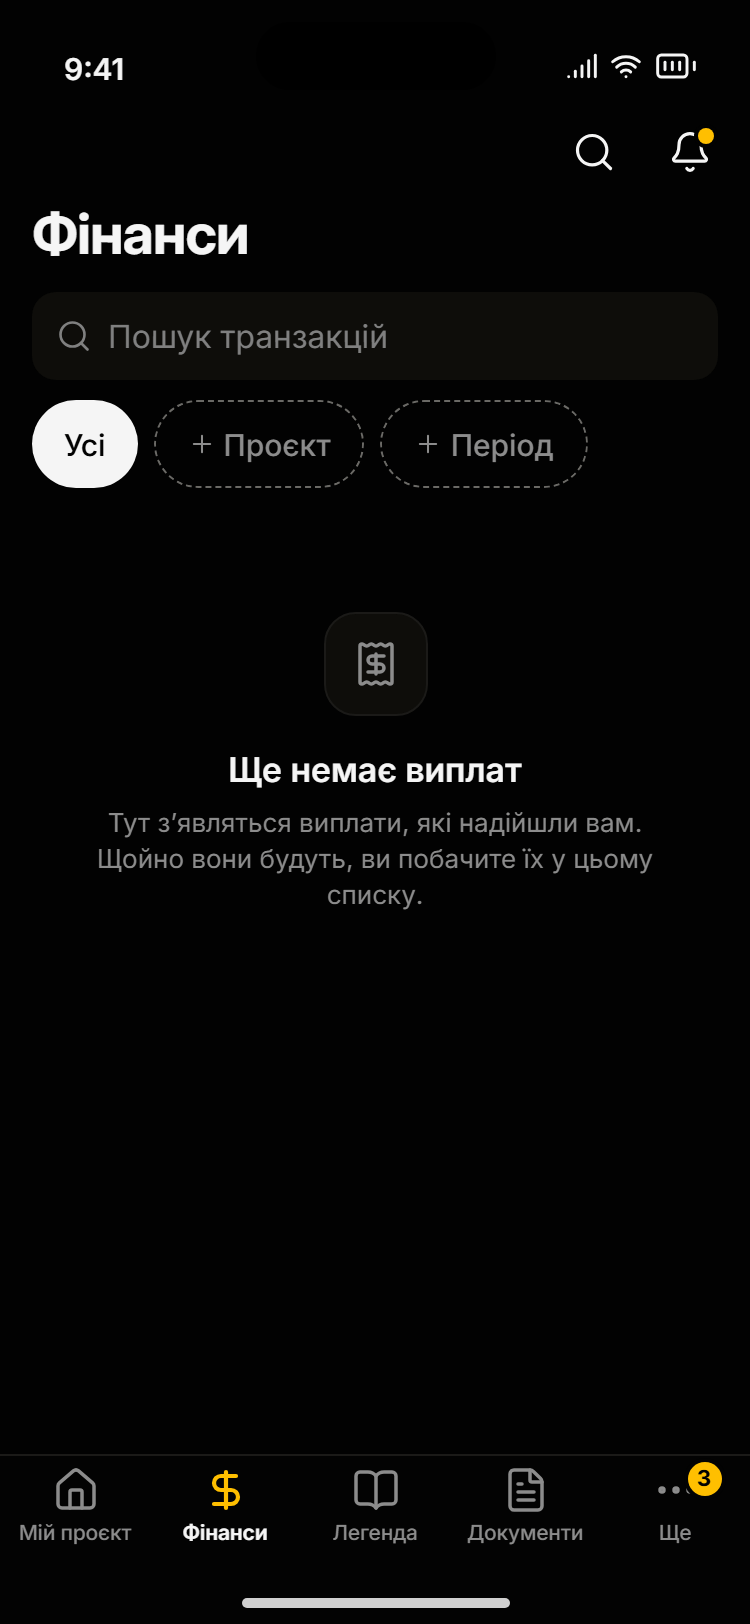 9:41
Фінанси
Пошук транзакцій
Усі
+ Проєкт
+ Період
Ще немає виплат
Тут з’являться виплати, які надійшли вам.
Щойно вони будуть, ви побачите їх у цьому
списку.
3
Мій проєкт
Фінанси
Легенда
Документи
Ще